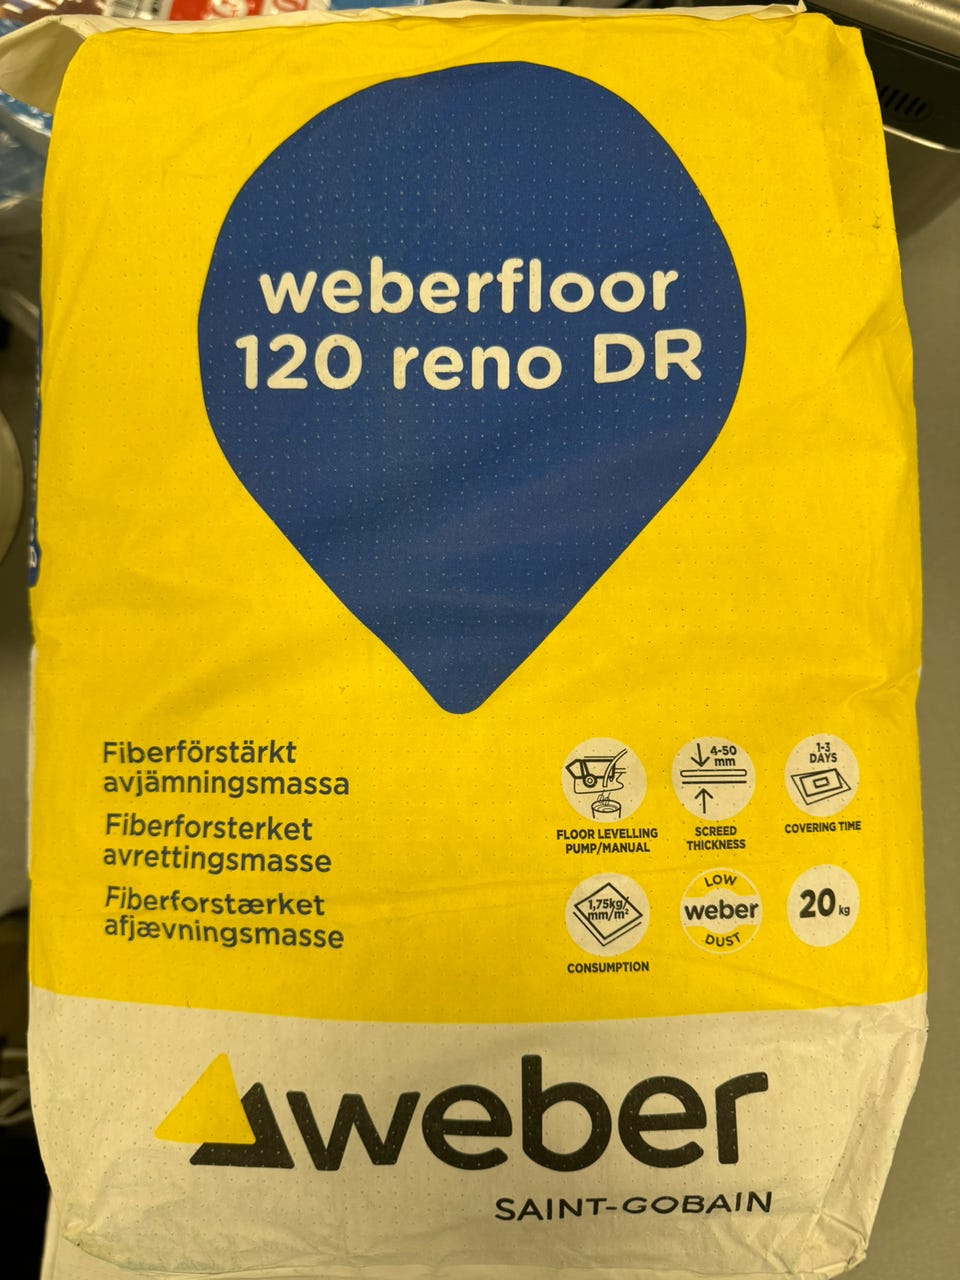 weberfloor
120 reno DR
Fiberförstärkt
avjämningsmassa
Fiberforsterket
avrettingsmasse
Fiberforstærket
afjævningsmasse
FLOOR LEVELLING
PUMP/MANUAL
4-50
mm
SCREED
THICKNESS
1-3
DAYS
COVERING TIME
1,75kg/
mm/m²
CONSUMPTION
LOW
weber
DUST
20 kg
weber
SAINT-GOBAIN